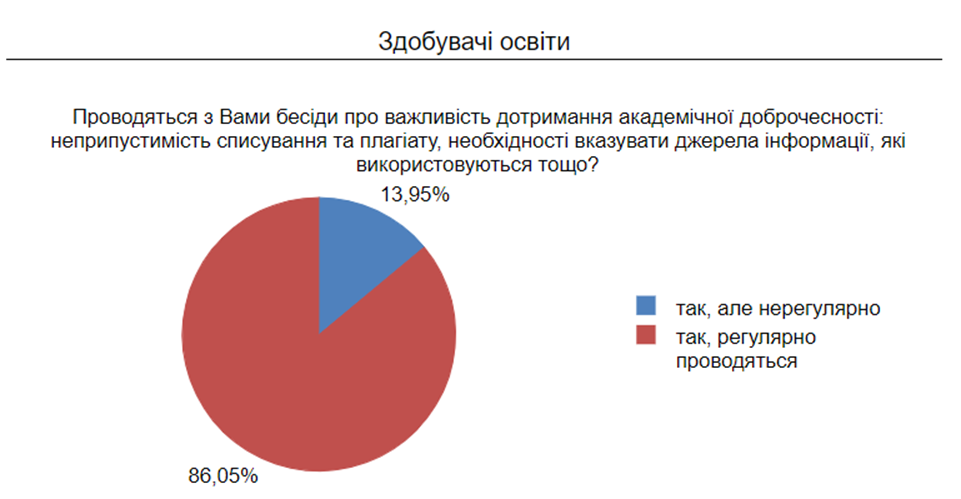 Здобувачі освіти
Проводяться з Вами бесіди про важливість дотримання академічної доброчесності:
неприпустимість списування та плагіату, необхідності вказувати джерела інформації, які
використовуються тощо?
13,95%
так, але нерегулярно
так, регулярно
проводяться
86,05%